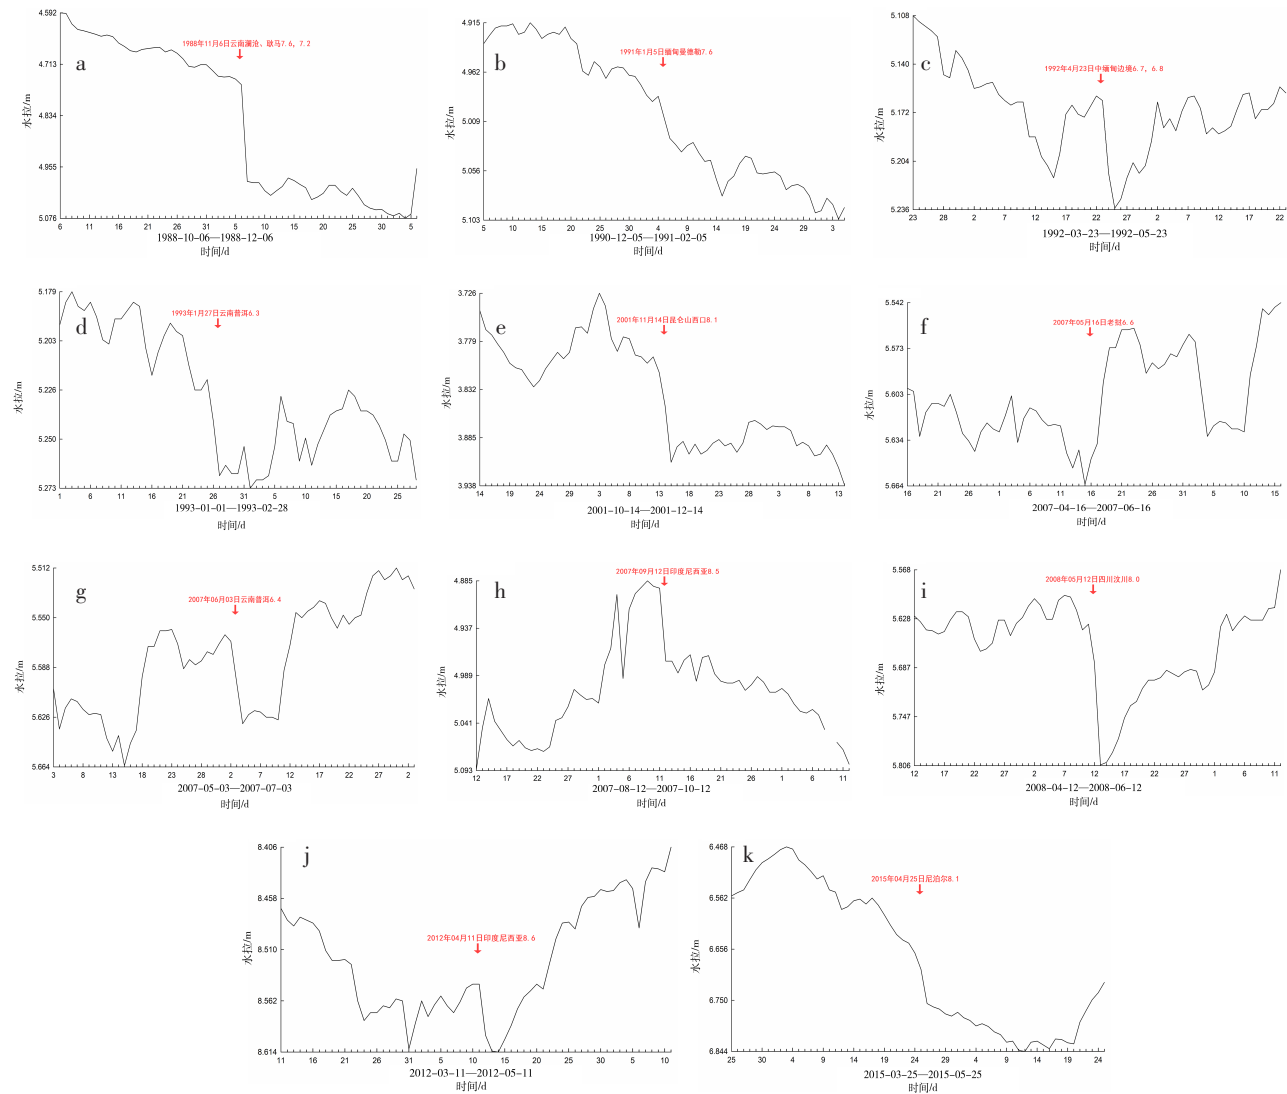 a
1988年11月6日云南澜沧、耿马7.6, 7.2
水拉/m
4.592
4.713
4.834
4.955
5.076
6 11 16 21 26 31 5 10 15 20 25 30 5
1988-10-06—1988-12-06
时间/d
b
1991年1月5日缅甸曼德勒7.6
水拉/m
4.915
4.962
5.009
5.056
5.103
5 10 15 20 25 30 4 9 14 19 24 29 3
1990-12-05—1991-02-05
时间/d
c
1992年4月23日中缅甸边境6.7, 6.8
水拉/m
5.108
5.140
5.172
5.204
5.236
23 28 2 7 12 17 22 27 2 7 12 17 22
1992-03-23—1992-05-23
时间/d
d
1993年1月27日云南普洱6.3
水拉/m
5.179
5.203
5.226
5.250
5.273
1 6 11 16 21 26 31 5 10 15 20 25
1993-01-01—1993-02-28
时间/d
e
2001年11月14日昆仑山西口8.1
水拉/m
3.726
3.779
3.832
3.885
3.938
14 19 24 29 3 8 13 18 23 28 3 8 13
2001-10-14—2001-12-14
时间/d
f
2007年05月16日老挝6.6
水拉/m
5.542
5.573
5.603
5.634
5.664
16 21 26 1 6 11 16 21 26 31 5 10 15
2007-04-16—2007-06-16
时间/d
g
2007年06月03日云南普洱6.4
水拉/m
5.512
5.550
5.588
5.626
5.664
3 8 13 18 23 28 2 7 12 17 22 27 2
2007-05-03—2007-07-03
时间/d
h
2007年09月12日印度尼西亚8.5
水拉/m
4.885
4.937
4.989
5.041
5.093
12 17 22 27 1 6 11 16 21 26 1 6 11
2007-08-12—2007-10-12
时间/d
i
2008年05月12日四川汶川8.0
水拉/m
5.568
5.628
5.687
5.747
5.806
12 17 22 27 2 7 12 17 22 27 1 6 11
2008-04-12—2008-06-12
时间/d
j
2012年04月11日印度尼西亚8.6
水拉/m
8.406
8.458
8.510
8.562
8.614
11 16 21 26 31 5 10 15 20 25 30 5 10
2012-03-11—2012-05-11
时间/d
k
2015年04月25日尼泊尔8.1
水拉/m
6.468
6.562
6.656
6.750
6.844
25 30 4 9 14 19 24 29 4 9 14 19 24
2015-03-25—2015-05-25
时间/d